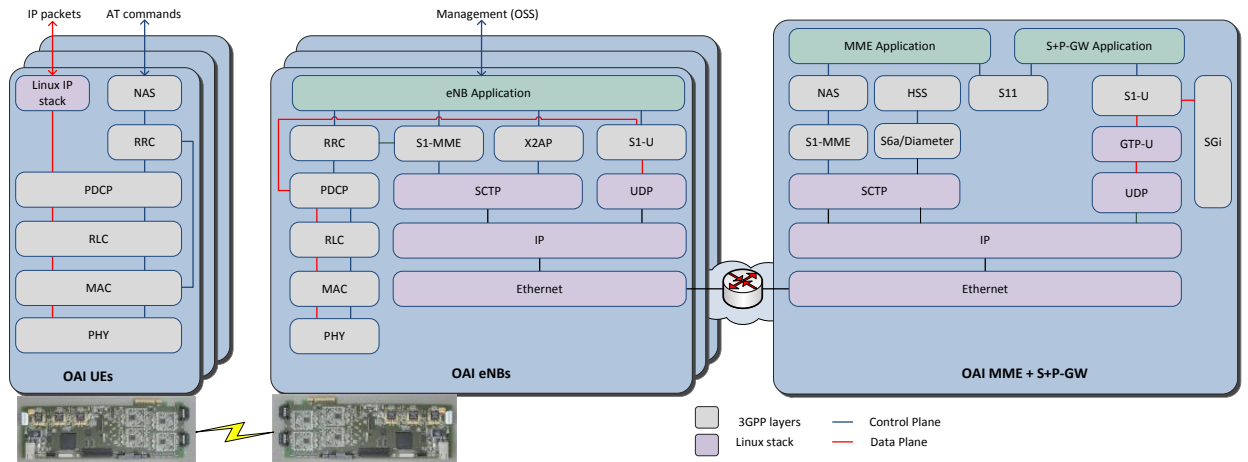 IP packets
AT commands
Management (OSS)
Linux IP
stack
NAS
RRC
PDCP
RLC
MAC
PHY
OAI UEs
eNB Application
RRC
S1-MME
X2AP
S1-U
PDCP
SCTP
UDP
RLC
IP
MAC
Ethernet
PHY
OAI eNBs
MME Application
S+P-GW Application
NAS
HSS
S11
S1-U
S1-MME
S6a/Diameter
GTP-U
SGi
SCTP
UDP
IP
Ethernet
OAI MME + S+P-GW
3GPP layers
Control Plane
Linux stack
Data Plane